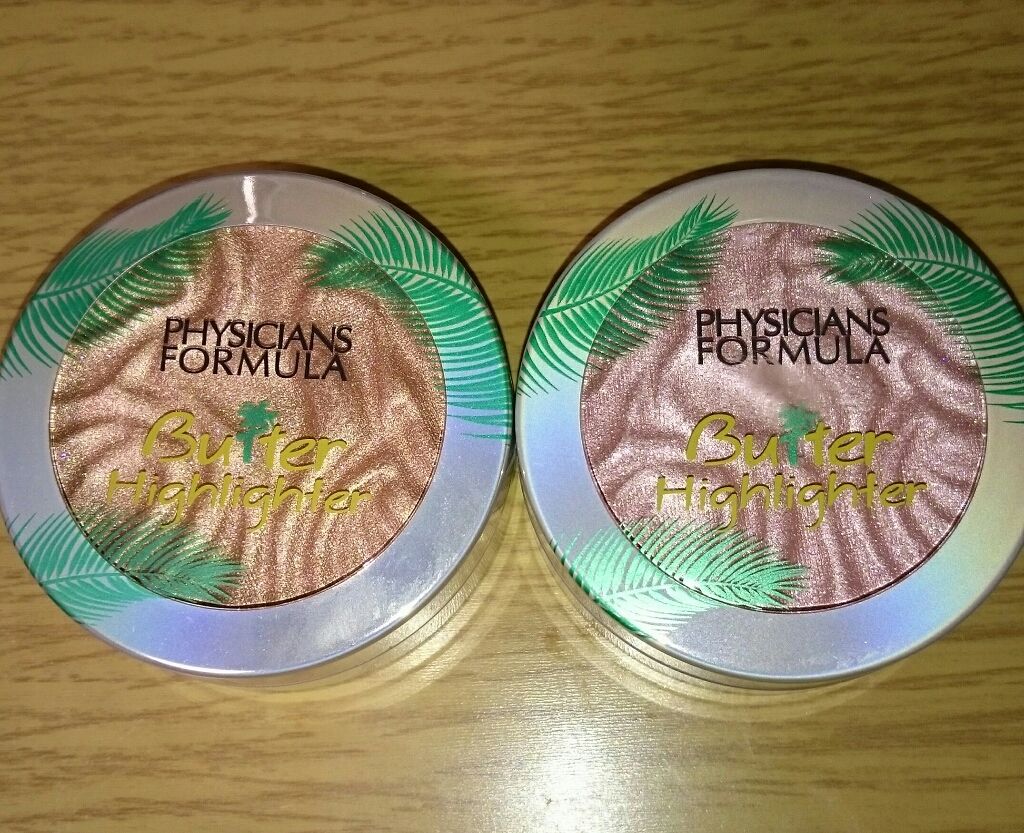 PHYSICIANS
FORMULA
Butter
Highlighter
PHYSICIANS
FORMULA
Butter
Highlighter